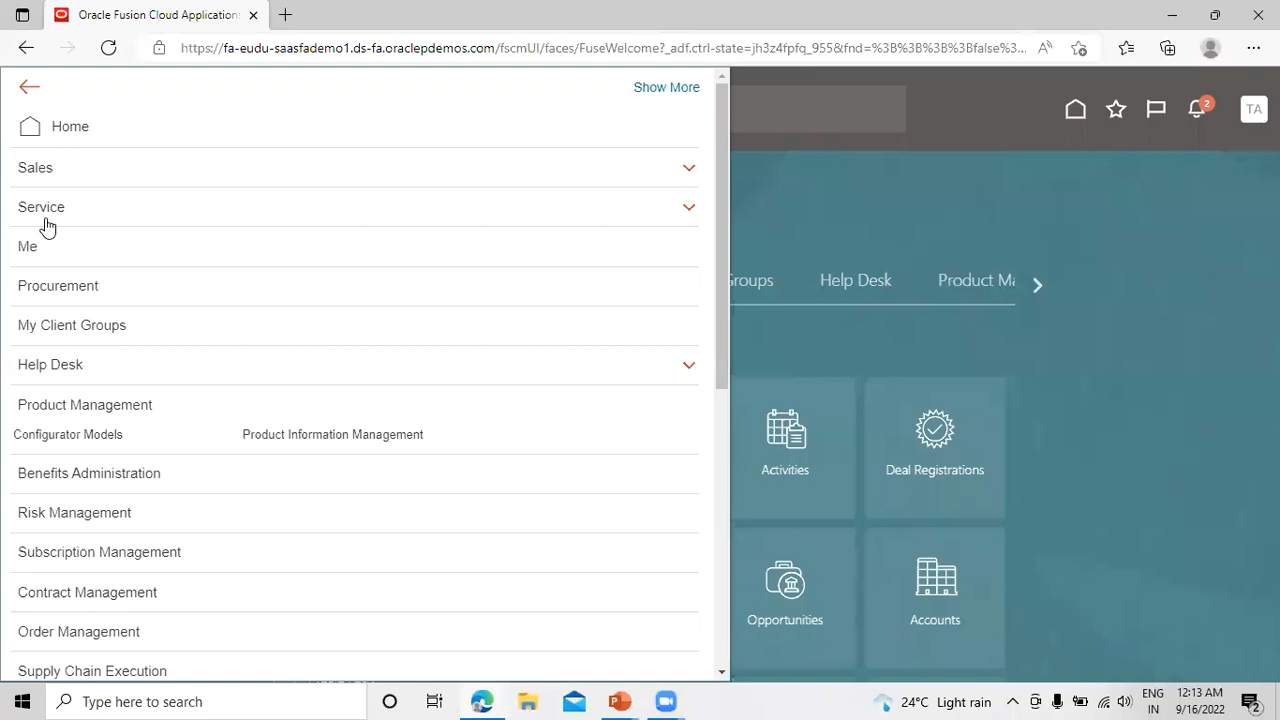 Oracle Fusion Cloud Application
https://fa-eudu-saasfademo1.ds-fa.oraclepdemos.com/fscmUI/faces/FuseWelcome?_adf.ctrl-state=jh3z4fpfq_955&fnd=%3B%3B%3B%3Bfalse%3...
Show More
2
TA
Home
Sales
Service
Me
Procurement
My Client Groups
Help Desk
Product Management
Configurator Models Product Information Management
Benefits Administration
Risk Management
Subscription Management
Contract Management
Order Management
Supply Chain Execution
Groups Help Desk Product Ma
Activities Deal Registrations
Opportunities Accounts
Type here to search
24°C Light rain
ENG
IN
12:13 AM
9/16/2022
2